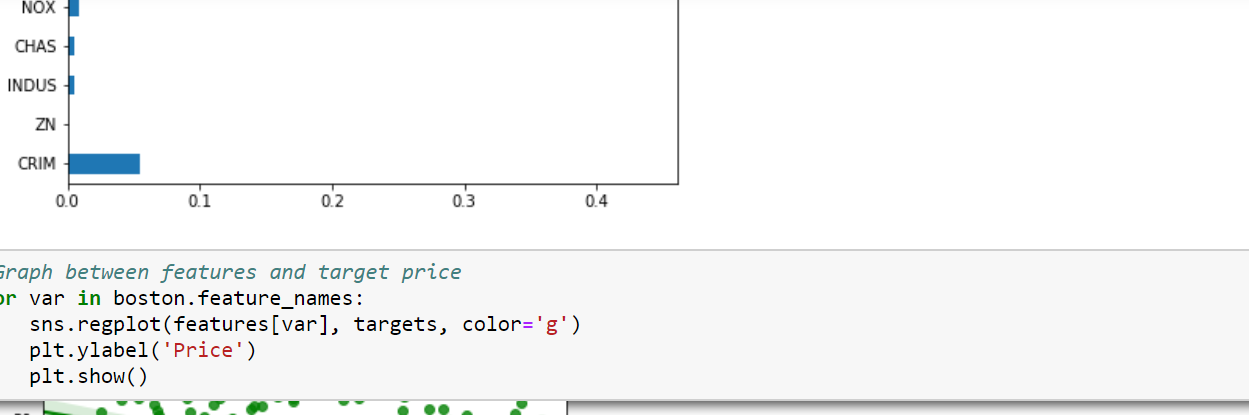 NOX
CHAS
INDUS
ZN
CRIM
0.0 0.1 0.2 0.3 0.4
Graph between features and target price
or var in boston.feature_names:
sns.regplot(features[var], targets, color='g')
plt.ylabel('Price')
plt.show()